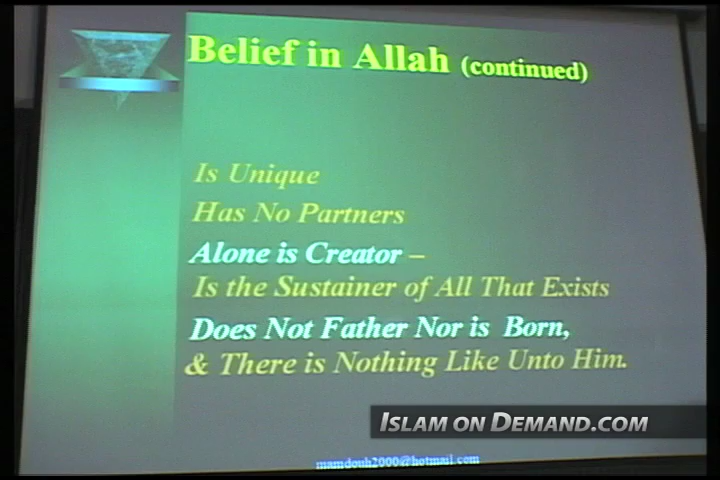 Belief in Allah (continued)
Is Unique
Has No Partners
Alone is Creator –
Is the Sustainer of All That Exists
Does Not Father Nor is Born,
& There is Nothing Like Unto Him.
ISLAM ON DEMAND.COM
mamdouh2000@hotmail.com